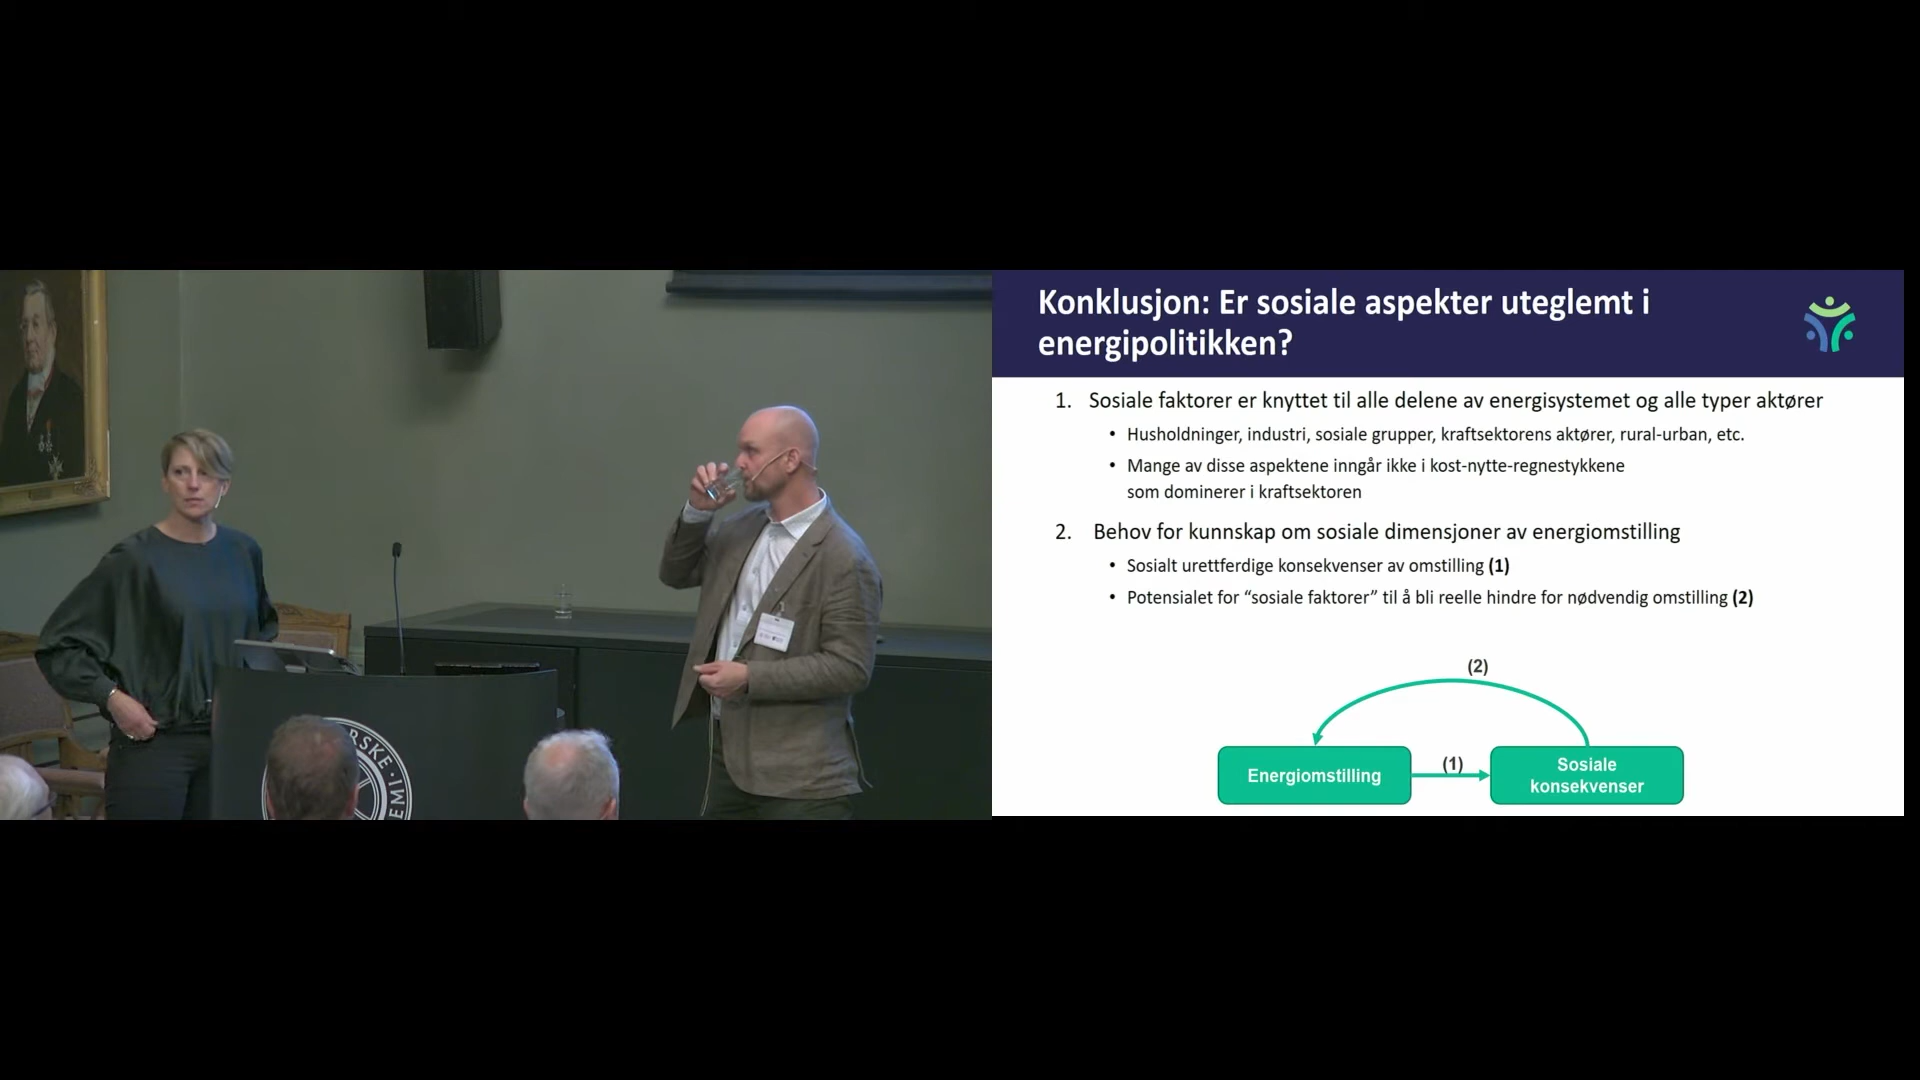 Konklusjon: Er sosiale aspekter uteglemt i
energipolitikken?
1. Sosiale faktorer er knyttet til alle delene av energisystemet og alle typer aktører
• Husholdninger, industri, sosiale grupper, kraftsektorens aktører, rural-urban, etc.
• Mange av disse aspektene inngår ikke i kost-nytte-regnestykkene
som dominerer i kraftsektoren
2. Behov for kunnskap om sosiale dimensjoner av energiomstilling
• Sosialt urettferdige konsekvenser av omstilling (1)
• Potensialet for “sosiale faktorer” til å bli reelle hindre for nødvendig omstilling (2)
(2)
Energiomstilling
(1)
Sosiale
konsekvenser